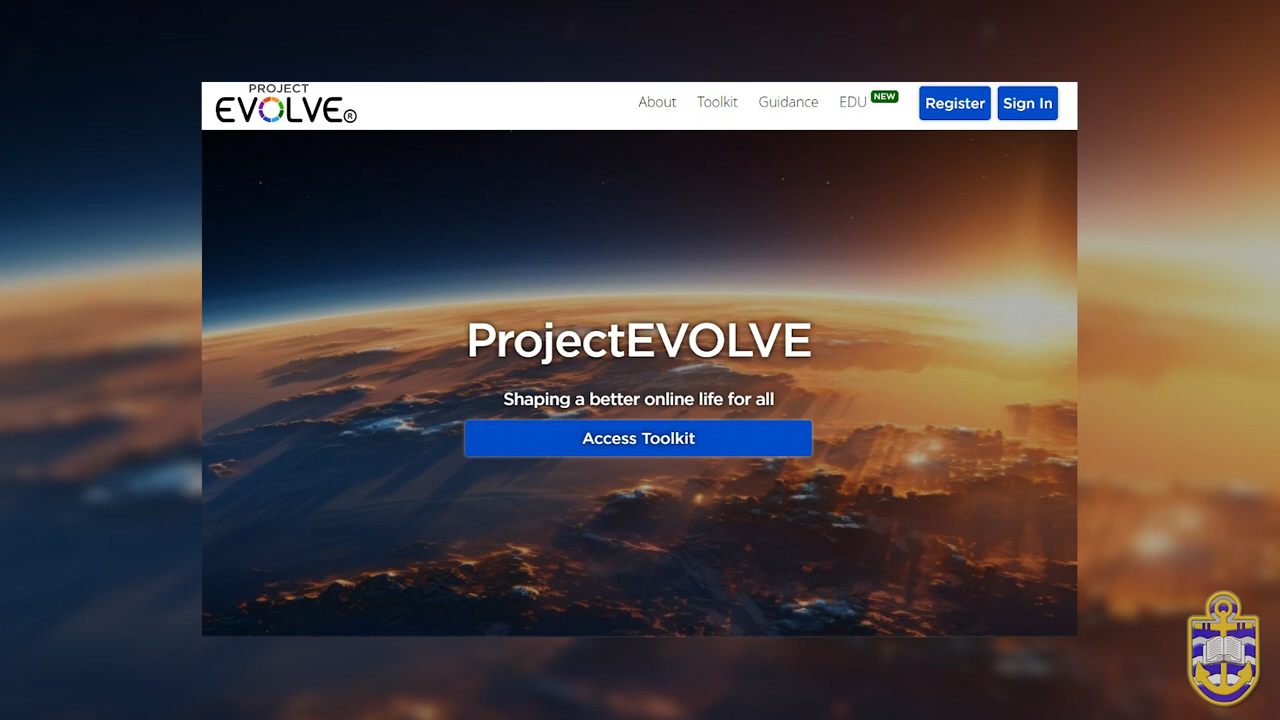 PROJECT
EVOLVE®
About Toolkit Guidance EDU NEW Register Sign In
ProjectEVOLVE
Shaping a better online life for all
Access Toolkit